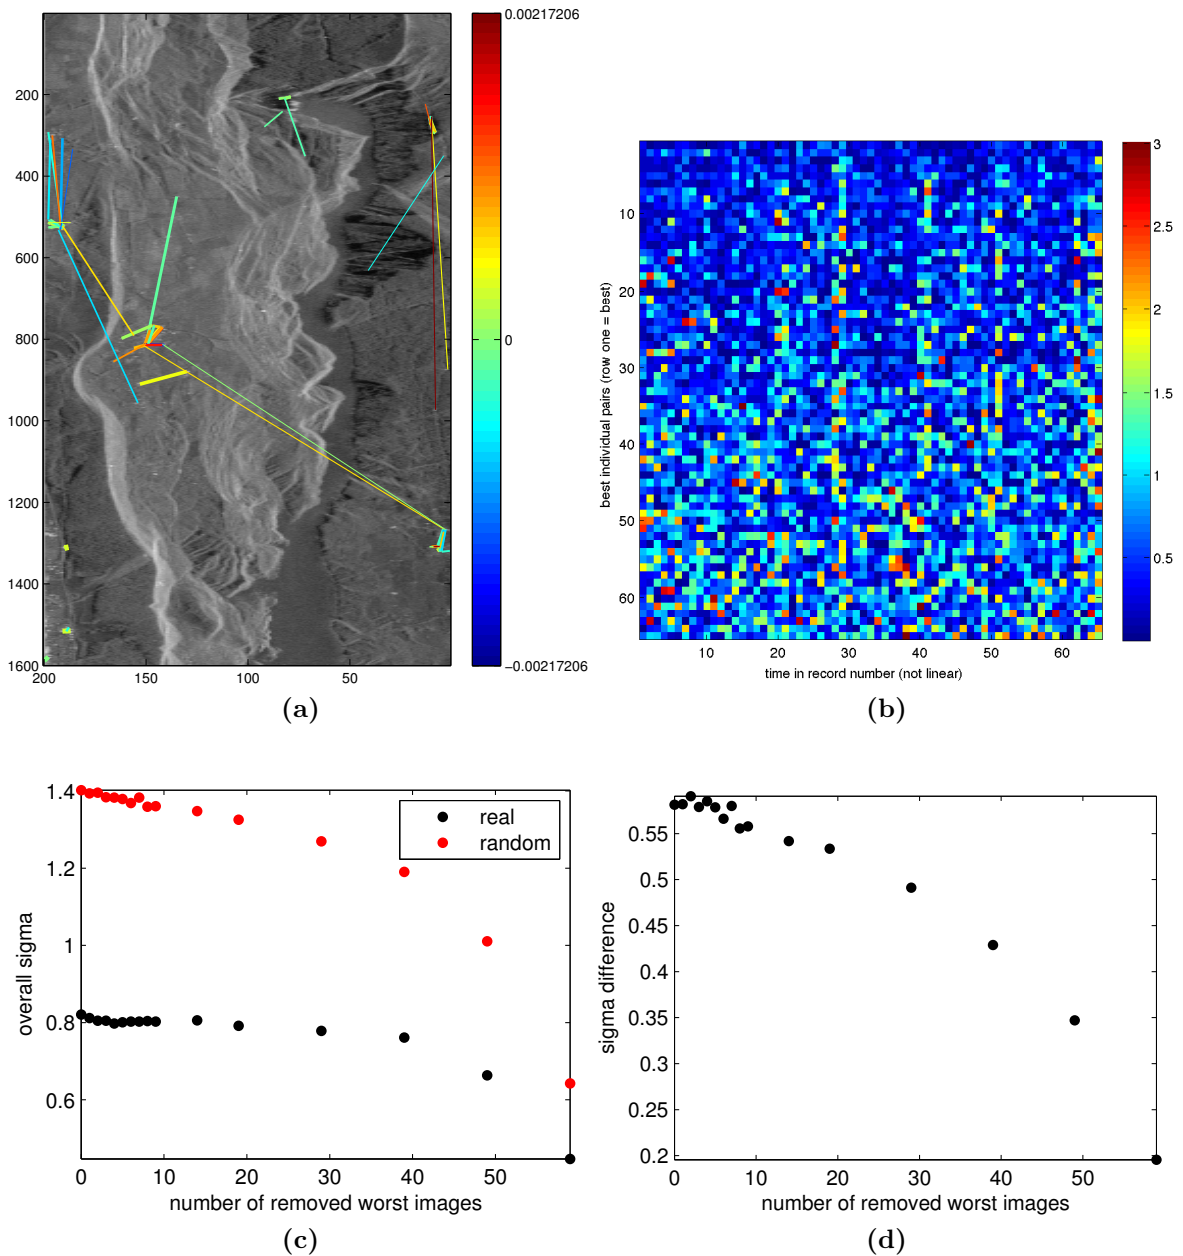 0.00217206
0
−0.00217206
200
400
600
800
1000
1200
1400
1600
200 150 100 50
(a)
best individual pairs (row one = best)
10
20
30
40
50
60
10 20 30 40 50 60
time in record number (not linear)
3
2.5
2
1.5
1
0.5
(b)
overall sigma
1.4
1.2
1
0.8
0.6
real
random
0 10 20 30 40 50
number of removed worst images
(c)
sigma difference
0.55
0.5
0.45
0.4
0.35
0.3
0.25
0.2
0 10 20 30 40 50
number of removed worst images
(d)